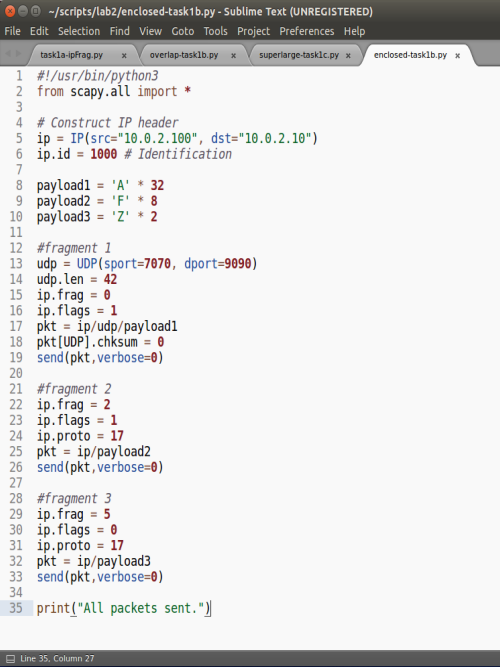 ~/scripts/lab2/enclosed-task1b.py - Sublime Text (UNREGISTERED)
File Edit Selection Find View Goto Tools Project Preferences Help
task1a-ipFrag.py x overlap-task1b.py x superlarge-task1c.py x enclosed-task1b.py x
1 #!/usr/bin/python3
2 from scapy.all import *
3
4 # Construct IP header
5 ip = IP(src="10.0.2.100", dst="10.0.2.10")
6 ip.id = 1000 # Identification
7
8 payload1 = 'A' * 32
9 payload2 = 'F' * 8
10 payload3 = 'Z' * 2
11
12 #fragment 1
13 udp = UDP(sport=7070, dport=9090)
14 udp.len = 42
15 ip.frag = 0
16 ip.flags = 1
17 pkt = ip/udp/payload1
18 pkt[UDP].chksum = 0
19 send(pkt,verbose=0)
20
21 #fragment 2
22 ip.frag = 2
23 ip.flags = 1
24 ip.proto = 17
25 pkt = ip/payload2
26 send(pkt,verbose=0)
27
28 #fragment 3
29 ip.frag = 5
30 ip.flags = 0
31 ip.proto = 17
32 pkt = ip/payload3
33 send(pkt,verbose=0)
34
35 print("All packets sent.")
Line 35, Column 27